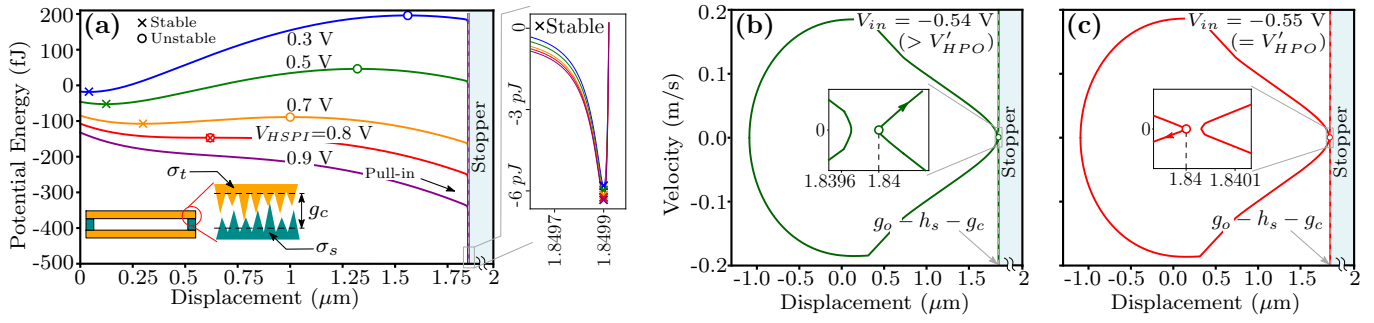 (a)
× Stable
○ Unstable
Potential Energy (fJ)
200
100
0
-100
-200
-300
-400
-500
0.3 V
0.5 V
0.7 V
V_HSPI=0.8 V
0.9 V
Pull-in
Stopper
σ_t
g_c
σ_s
0 0.25 0.5 0.75 1 1.25 1.5 2
Displacement (μm)
×Stable
0
-3 pJ
-6 pJ
1.8497
1.8499
(b)
V_in = −0.54 V
(> V′_HPO)
Velocity (m/s)
0.2
0.1
0.0
-0.1
-0.2
0
1.8396
1.84
Stopper
g_o − h_s − g_c
-1.0 -0.5 0.0 0.5 1.0 1.5 2
Displacement (μm)
(c)
V_in = −0.55 V
(= V′_HPO)
0
1.84
1.8401
Stopper
g_o − h_s − g_c
-1.0 -0.5 0.0 0.5 1.0 1.5 2
Displacement (μm)